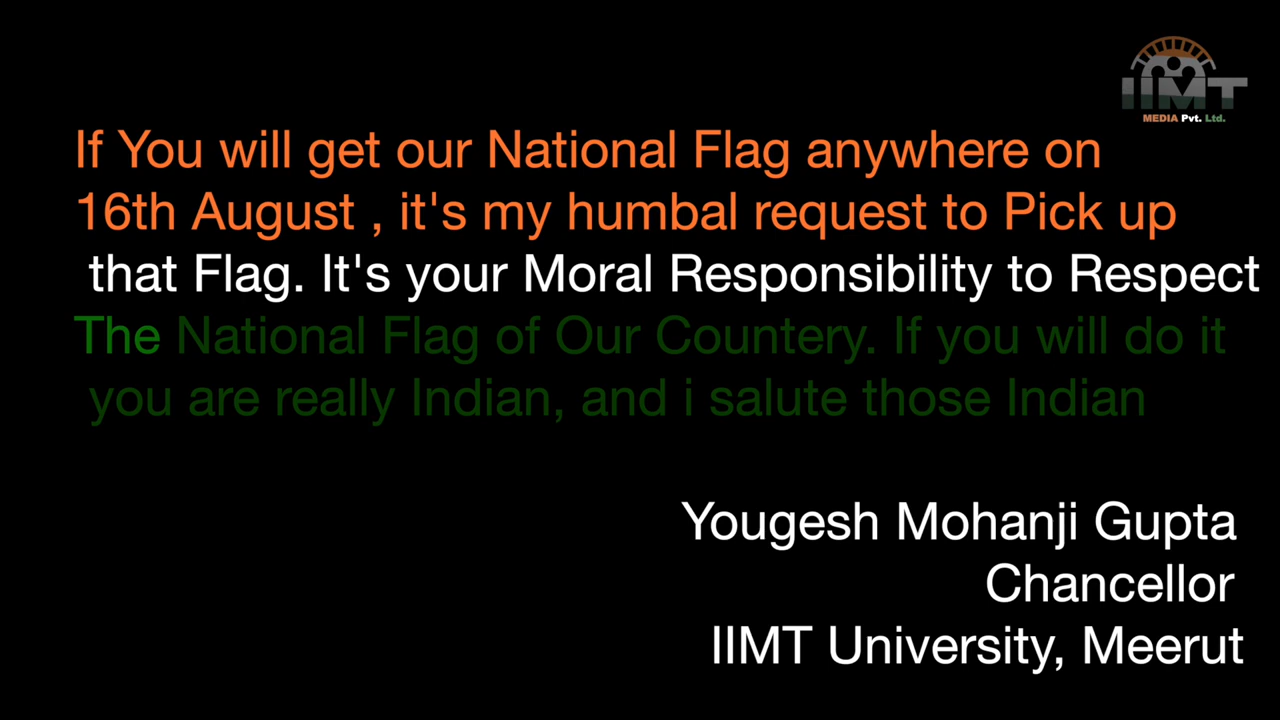 IIMT
MEDIA Pvt. Ltd.
If You will get our National Flag anywhere on
16th August , it's my humbal request to Pick up
that Flag. It's your Moral Responsibility to Respect
The National Flag of Our Countery. If you will do it
you are really Indian, and i salute those Indian
Yougesh Mohanji Gupta
Chancellor
IIMT University, Meerut